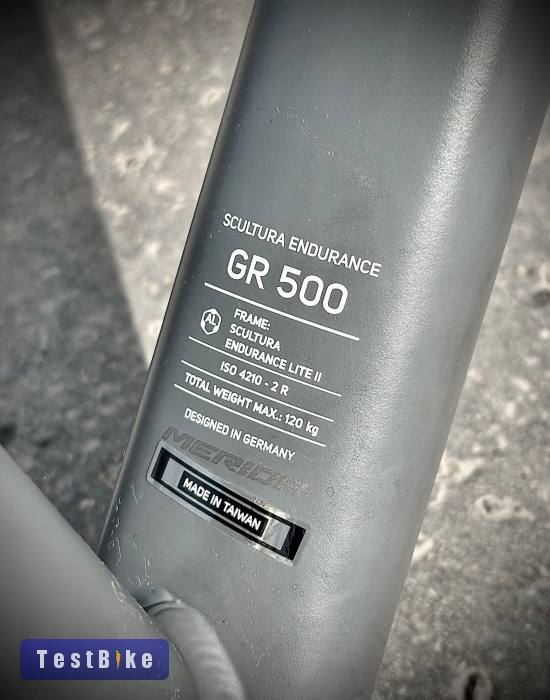 SCULTURA ENDURANCE
GR 500
AL
FRAME:
SCULTURA
ENDURANCE LITE II
ISO 4210 - 2 R
TOTAL WEIGHT MAX.: 120 kg
DESIGNED IN GERMANY
MERIDA
MADE IN TAIWAN
TestBike